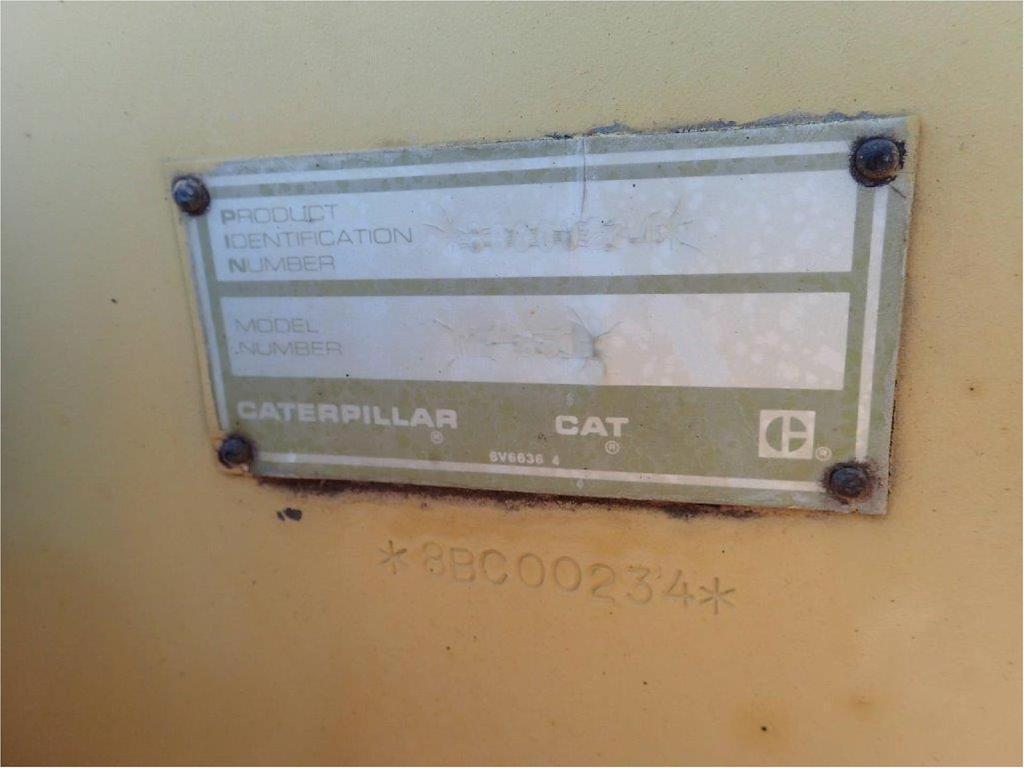 PRODUCT
IDENTIFICATION
NUMBER
MODEL
NUMBER
CATERPILLAR® CAT®
®
6V6636 4
*8BC00234*